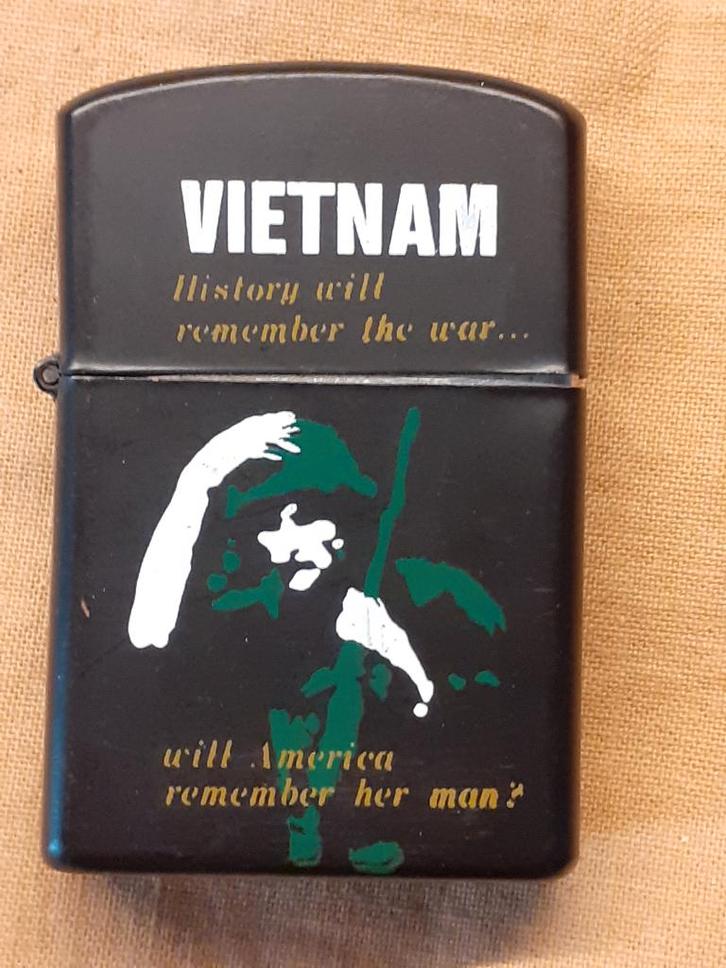 VIETNAM
History will
remember the war...
will America
remember her man?